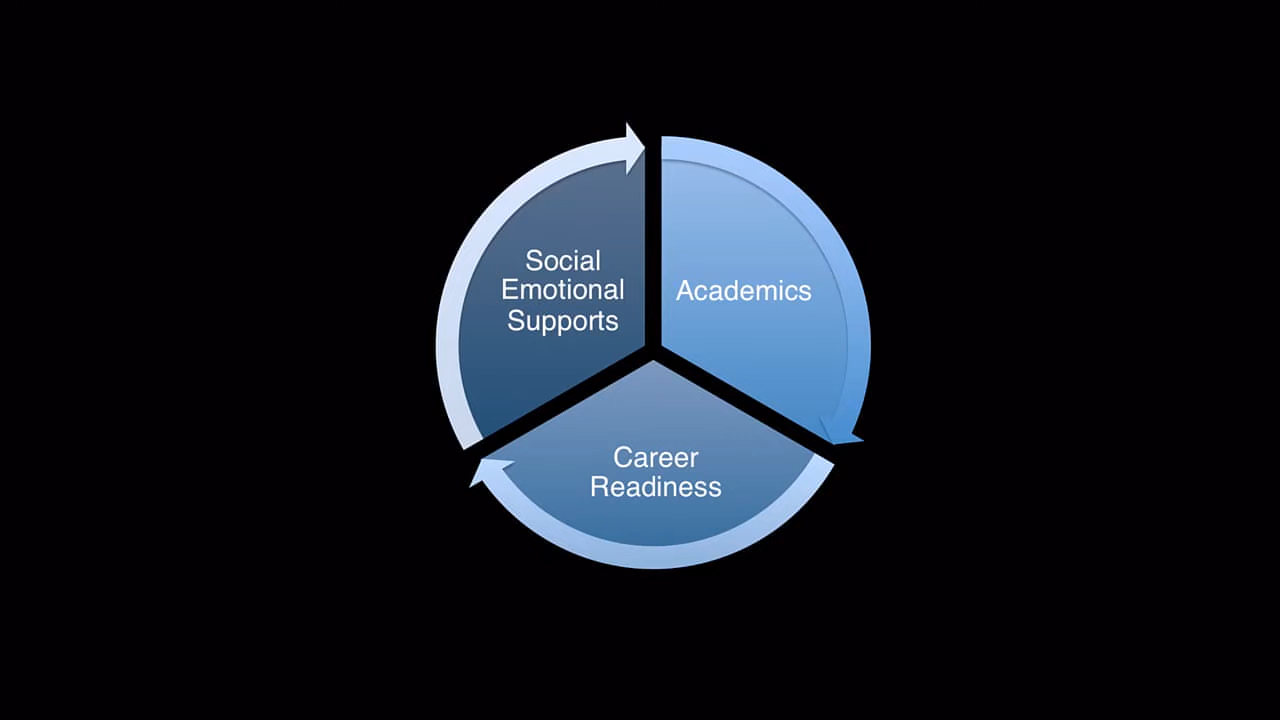 Social
Emotional
Supports
Academics
Career
Readiness